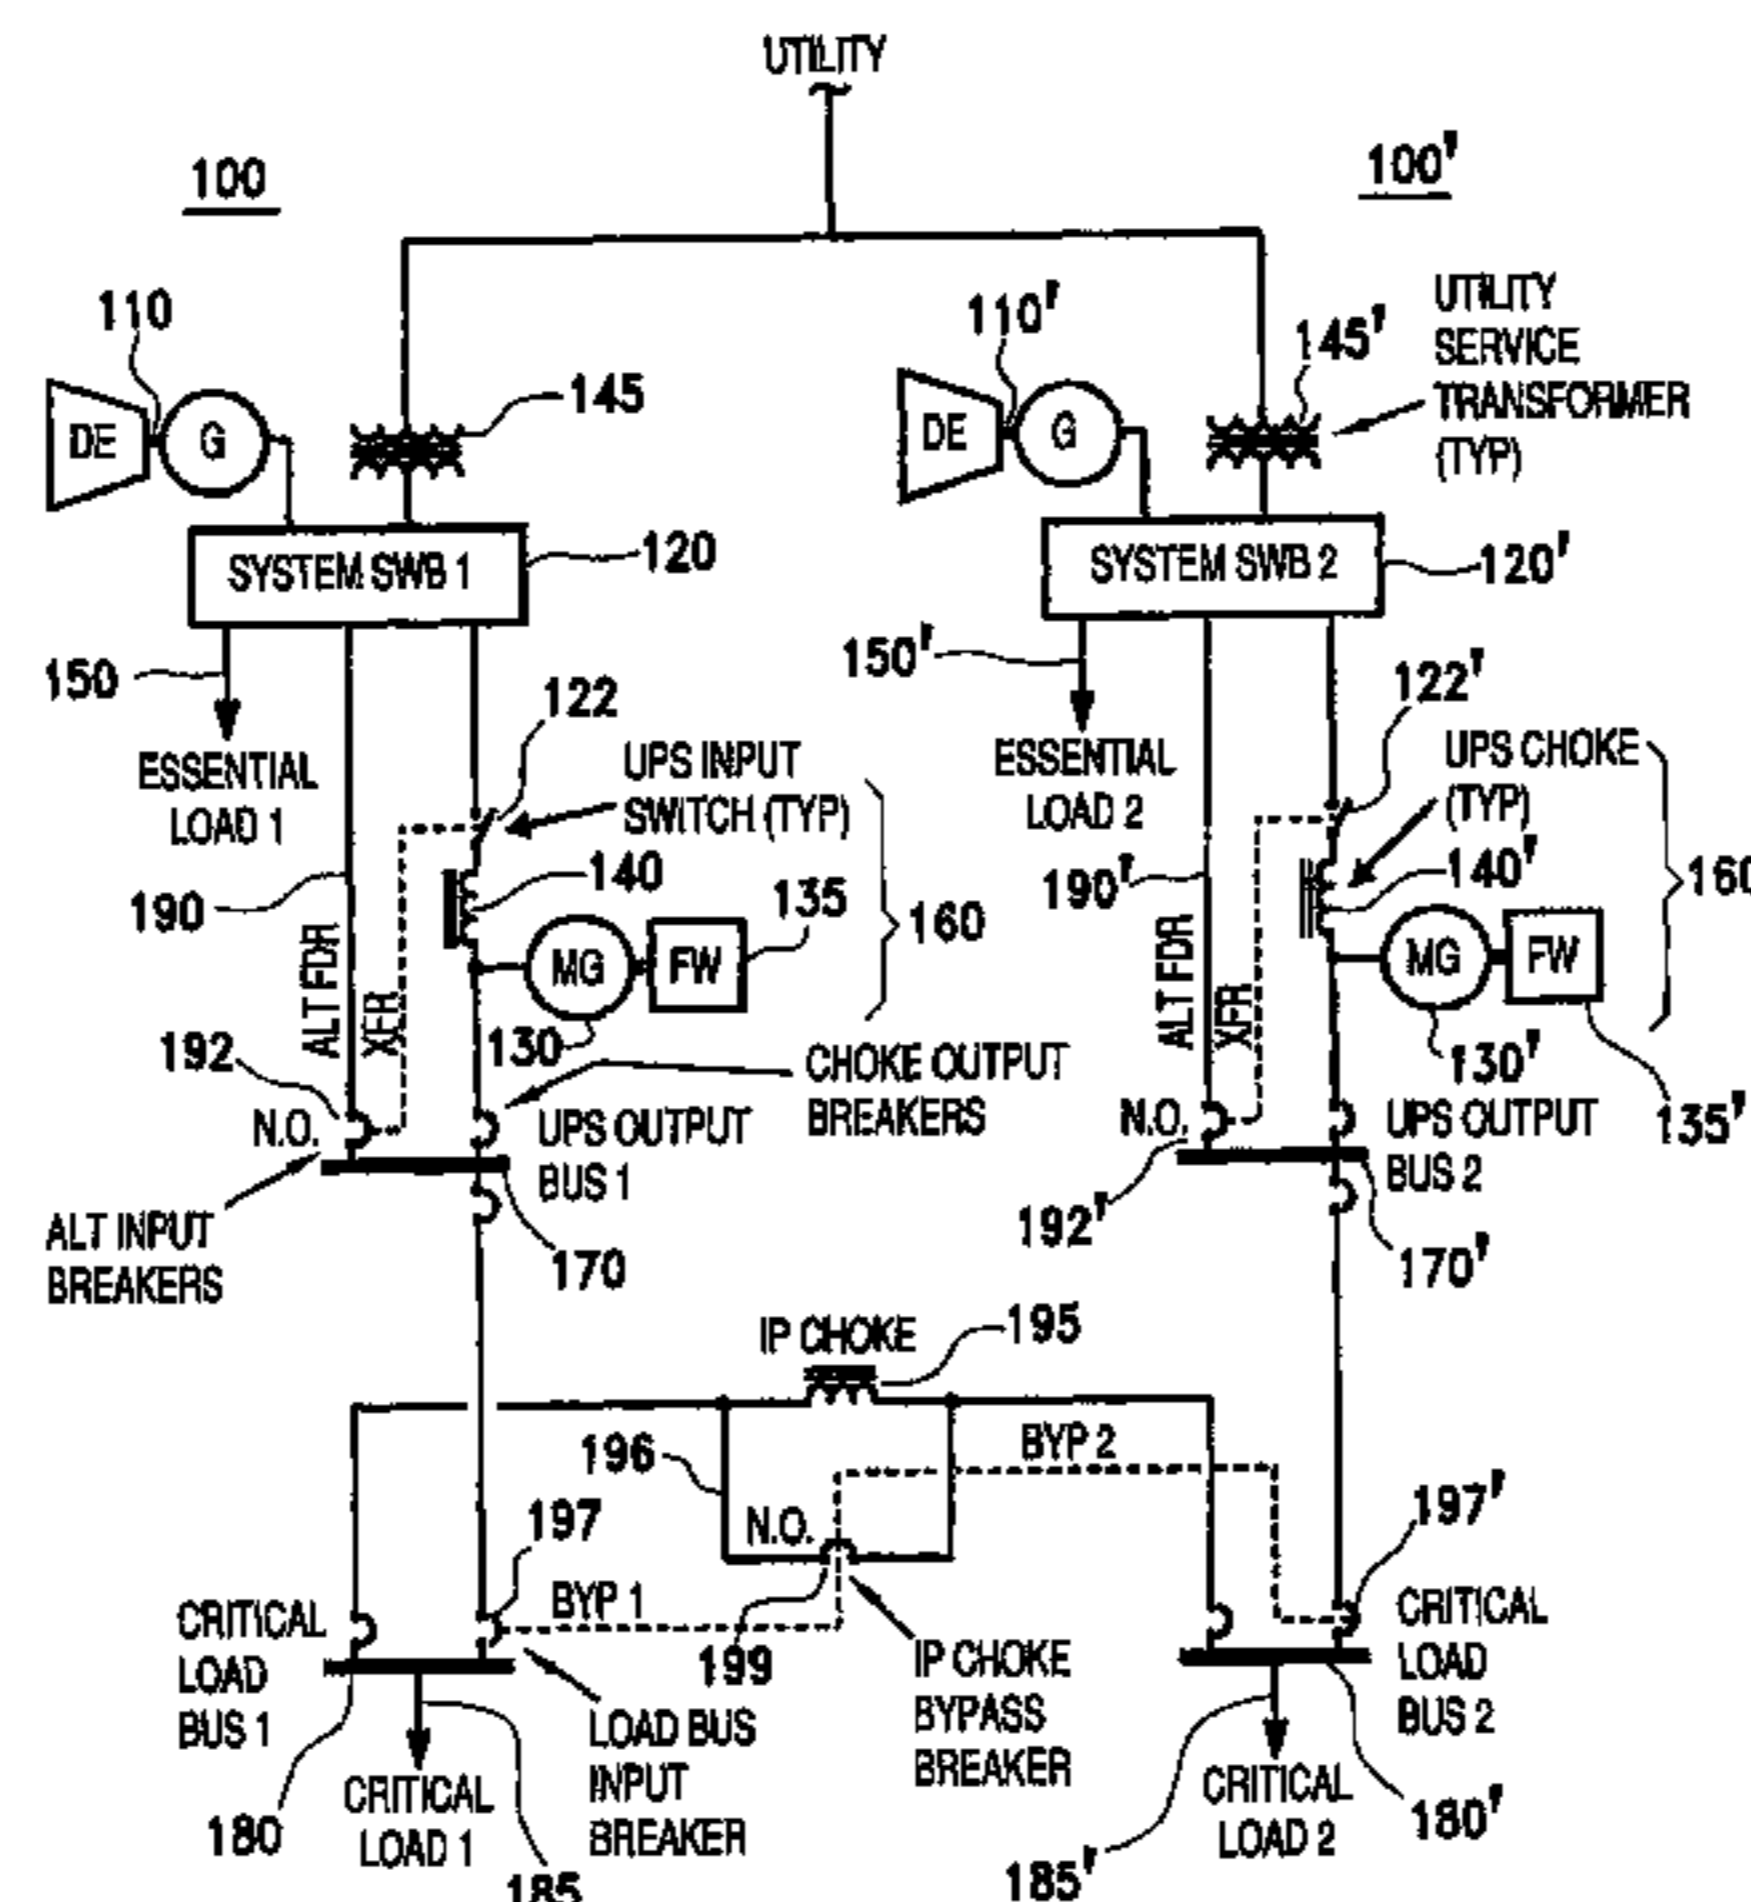 UTILITY
100
100'
110
145
110'
145'
UTILITY
SERVICE
TRANSFORMER
(TYP)
DE
G
DE
G
SYSTEM SWB 1
120
SYSTEM SWB 2
120'
150
ESSENTIAL
LOAD 1
122
UPS INPUT
SWITCH (TYP)
150'
ESSENTIAL
LOAD 2
122'
UPS CHOKE
(TYP)
190
140
135
160
190'
140'
160
ALT FDR
XFR
MG
FW
130
ALT FDR
XFR
MG
FW
130'
135'
192
N.O.
CHOKE OUTPUT
BREAKERS
UPS OUTPUT
BUS 1
N.O.
192'
UPS OUTPUT
BUS 2
ALT INPUT
BREAKERS
170
170'
IP CHOKE
195
196
N.O.
BYP 2
197
197'
CRITICAL
LOAD
BUS 1
BYP 1
199
IP CHOKE
BYPASS
BREAKER
CRITICAL
LOAD
BUS 2
LOAD BUS
INPUT
BREAKER
180
CRITICAL
LOAD 1
185
CRITICAL
LOAD 2
180'
185'